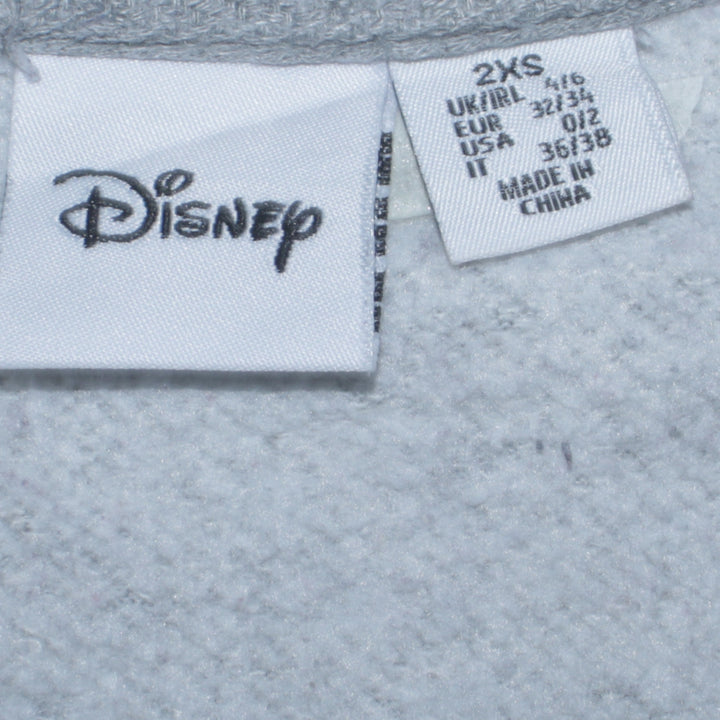 Disney
2XS
UK/IRL 4/6
EUR 32/34
USA 0/2
IT 36/38
MADE IN
CHINA